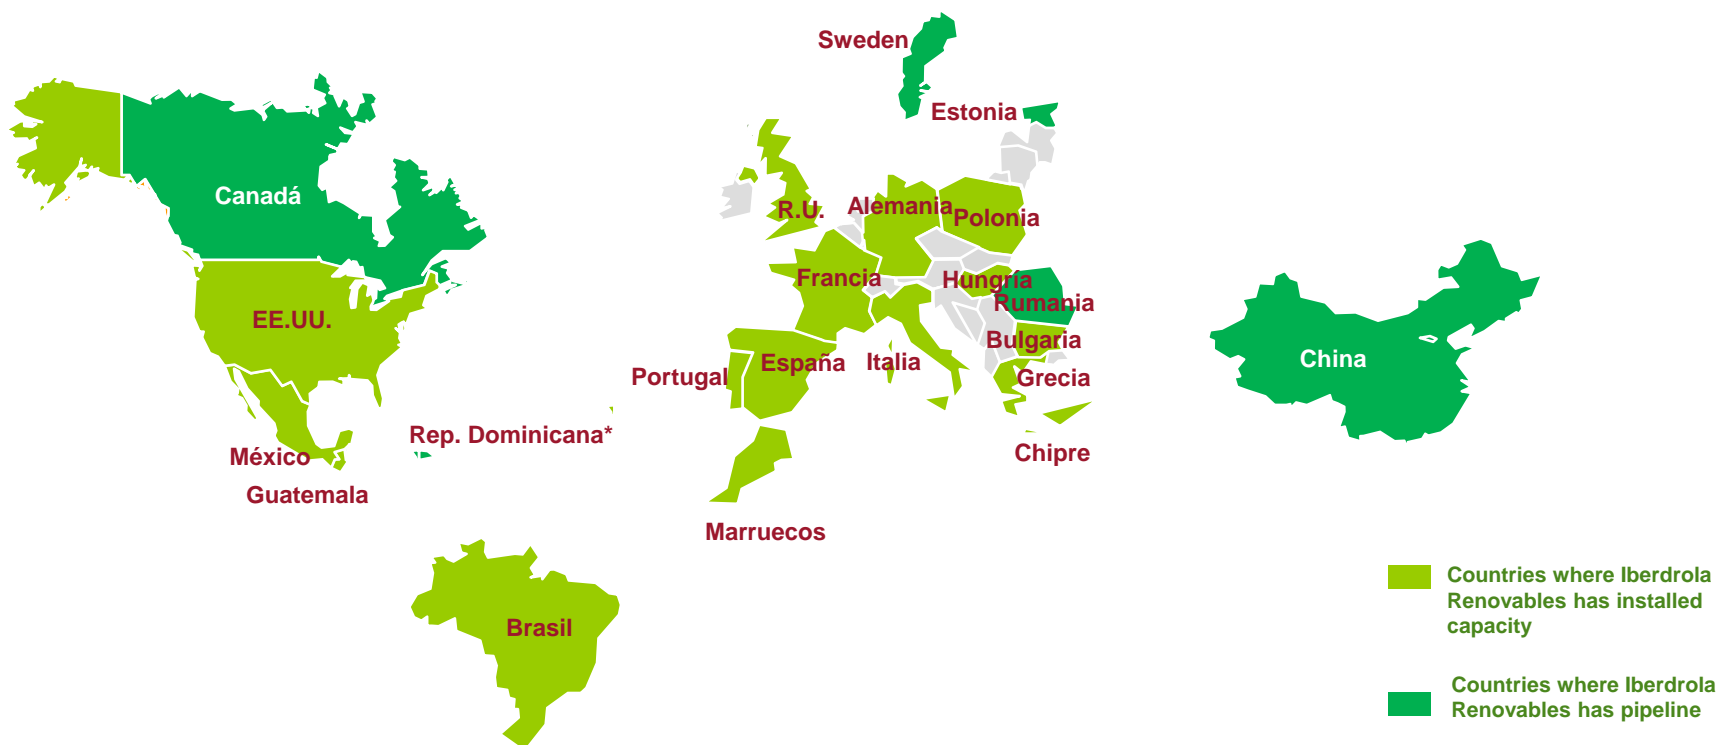 Sweden
Estonia
Canadá
R.U.
Alemania
Polonia
Francia
Hungría
Rumania
EE.UU.
Bulgaria
China
España
Italia
Portugal
Grecia
Rep. Dominicana*
México
Chipre
Guatemala
Marruecos
Brasil
Countries where Iberdrola
Renovables has installed
capacity
Countries where Iberdrola
Renovables has pipeline